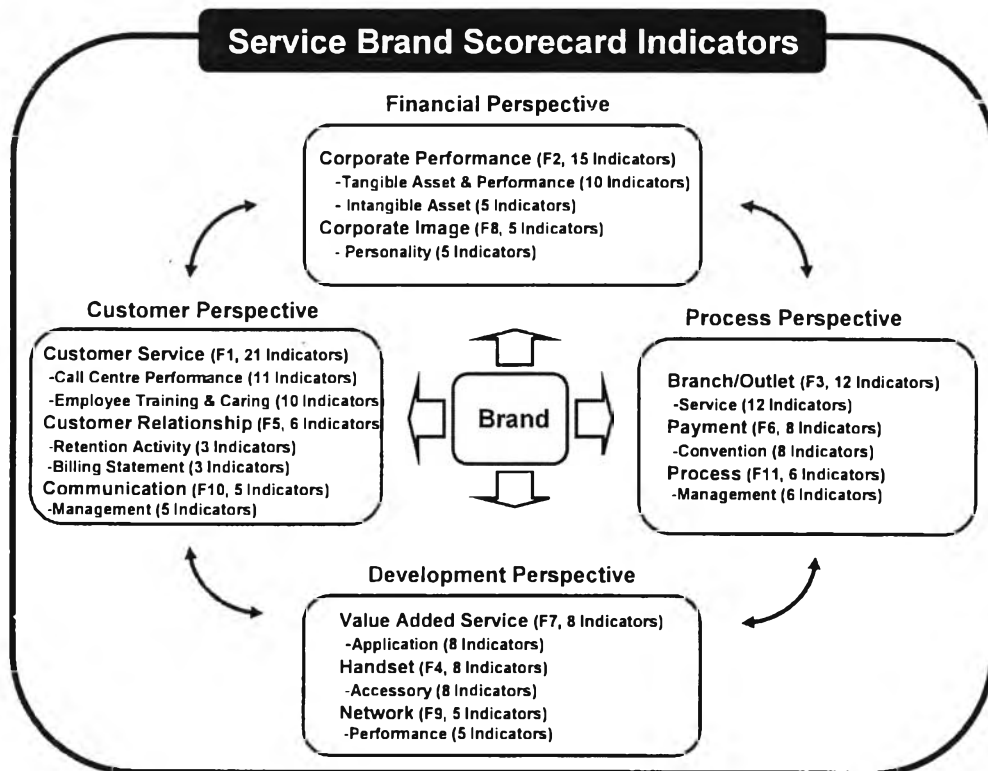 Service Brand Scorecard Indicators
Financial Perspective
Corporate Performance (F2, 15 Indicators)
-Tangible Asset & Performance (10 Indicators)
- Intangible Asset (5 Indicators)
Corporate Image (F8, 5 Indicators)
- Personality (5 Indicators)
Customer Perspective
Customer Service (F1, 21 Indicators)
-Call Centre Performance (11 Indicators)
-Employee Training & Caring (10 Indicators
Customer Relationship (F5, 6 Indicators
-Retention Activity (3 Indicators)
-Billing Statement (3 Indicators)
Communication (F10, 5 Indicators)
-Management (5 Indicators)
Brand
Process Perspective
Branch/Outlet (F3, 12 Indicators)
-Service (12 Indicators)
Payment (F6, 8 Indicators)
-Convention (8 Indicators)
Process (F11, 6 Indicators)
-Management (6 Indicators)
Development Perspective
Value Added Service (F7, 8 Indicators)
-Application (8 Indicators)
Handset (F4, 8 Indicators)
-Accessory (8 Indicators)
Network (F9, 5 Indicators)
-Performance (5 Indicators)